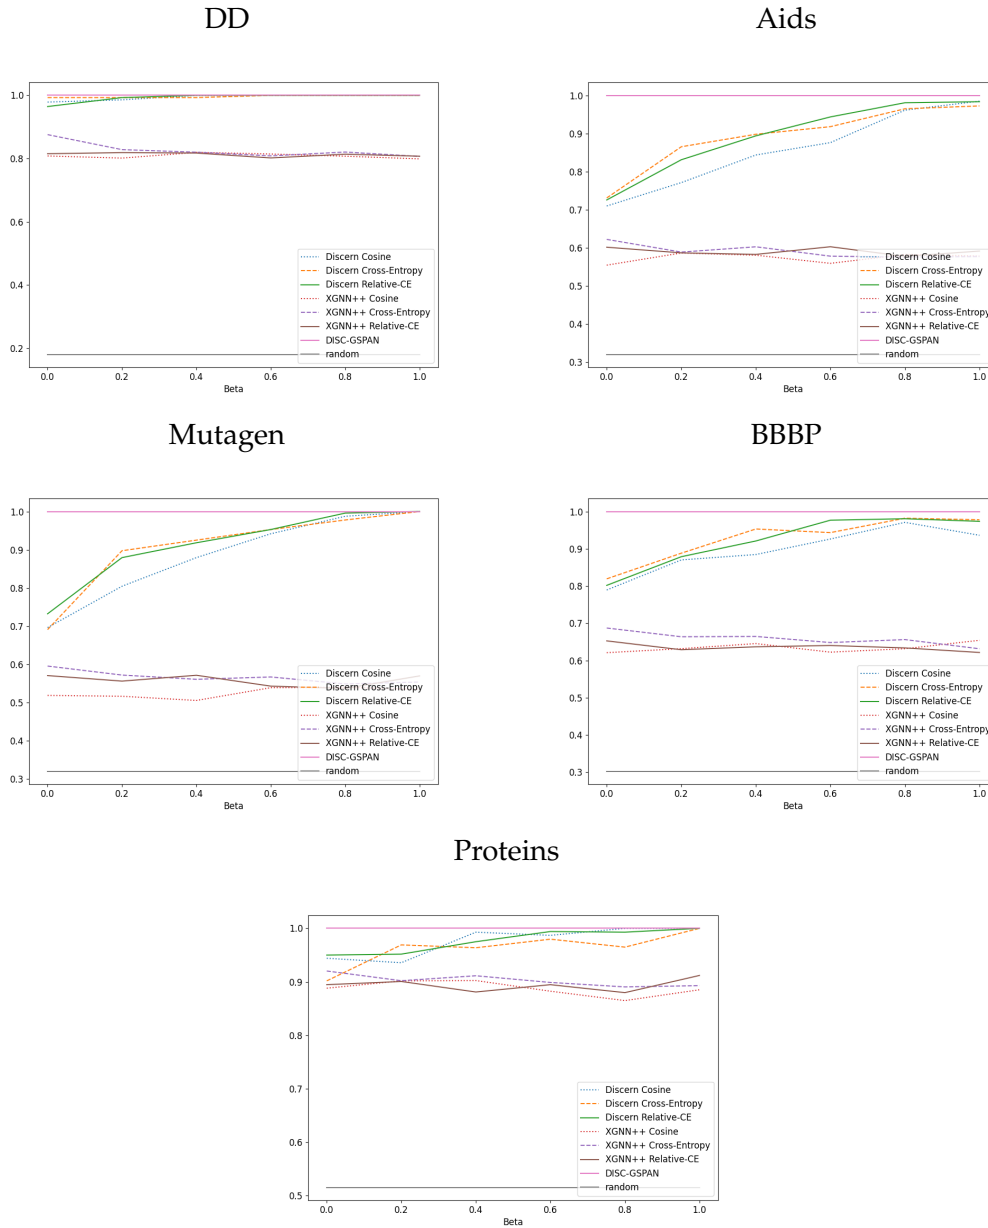 DD
1.0
0.8
0.6
0.4
0.2
0.0 0.2 0.4 0.6 0.8 1.0
Beta
Discern Cosine
Discern Cross-Entropy
Discern Relative-CE
XGNN++ Cosine
XGNN++ Cross-Entropy
XGNN++ Relative-CE
DISC-GSPAN
random
Aids
1.0
0.9
0.8
0.7
0.6
0.5
0.4
0.3
0.0 0.2 0.4 0.6 0.8 1.0
Beta
Discern Cosine
Discern Cross-Entropy
Discern Relative-CE
XGNN++ Cosine
XGNN++ Cross-Entropy
XGNN++ Relative-CE
DISC-GSPAN
random
Mutagen
1.0
0.9
0.8
0.7
0.6
0.5
0.4
0.3
0.0 0.2 0.4 0.6 0.8 1.0
Beta
Discern Cosine
Discern Cross-Entropy
Discern Relative-CE
XGNN++ Cosine
XGNN++ Cross-Entropy
XGNN++ Relative-CE
DISC-GSPAN
random
BBBP
1.0
0.9
0.8
0.7
0.6
0.5
0.4
0.3
0.0 0.2 0.4 0.6 0.8 1.0
Beta
Discern Cosine
Discern Cross-Entropy
Discern Relative-CE
XGNN++ Cosine
XGNN++ Cross-Entropy
XGNN++ Relative-CE
DISC-GSPAN
random
Proteins
1.0
0.9
0.8
0.7
0.6
0.5
0.0 0.2 0.4 0.6 0.8 1.0
Beta
Discern Cosine
Discern Cross-Entropy
Discern Relative-CE
XGNN++ Cosine
XGNN++ Cross-Entropy
XGNN++ Relative-CE
DISC-GSPAN
random